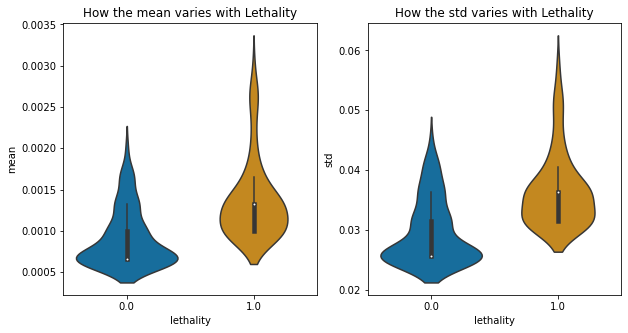 How the mean varies with Lethality
mean
0.0035
0.0030
0.0025
0.0020
0.0015
0.0010
0.0005
0.0
1.0
lethality
How the std varies with Lethality
std
0.06
0.05
0.04
0.03
0.02
0.0
1.0
lethality